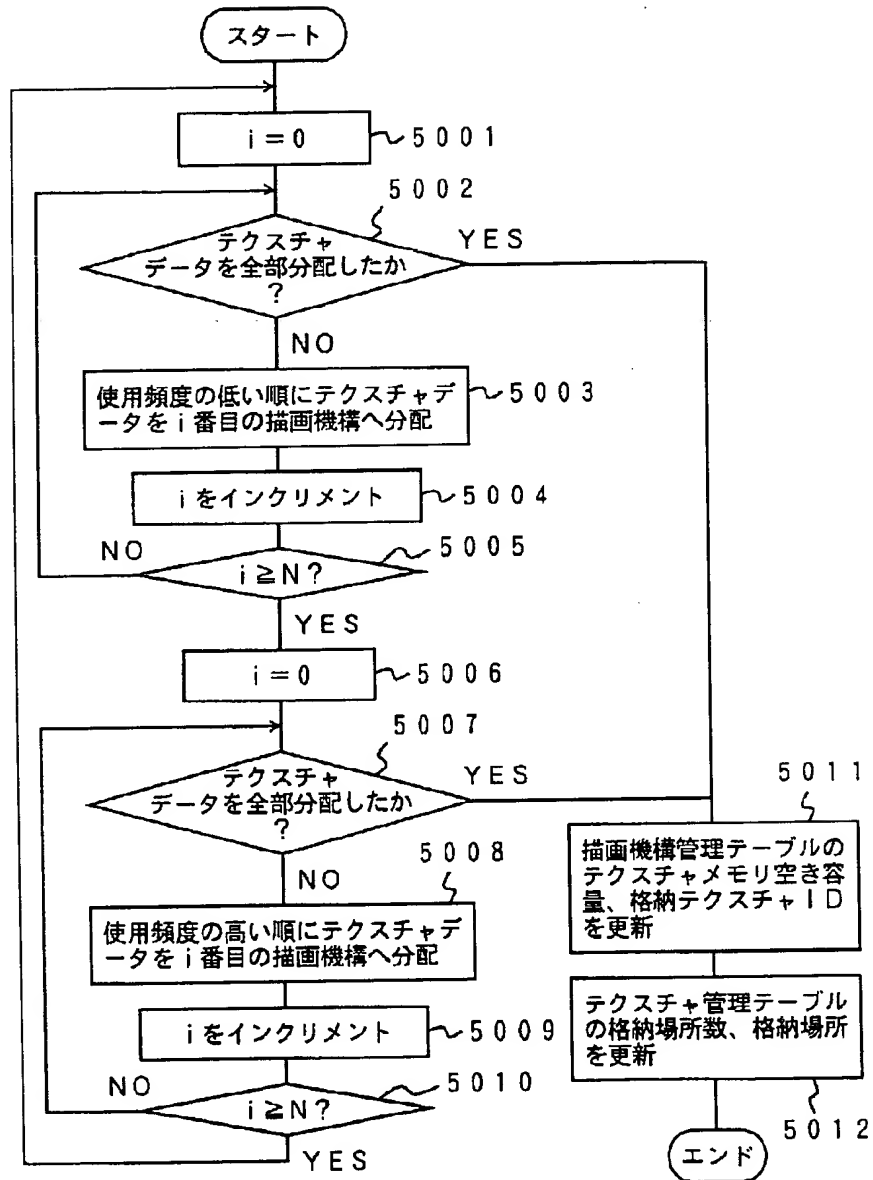 スタート
i=0
5001
5002
テクスチャ
データを全部分配したか
?
YES
NO
使用頻度の低い順にテクスチャデ
ータをi番目の描画機構へ分配
5003
iをインクリメント
5004
5005
NO
i≧N?
YES
i=0
5006
5007
テクスチャ
データを全部分配したか
?
YES
5008
NO
使用頻度の高い順にテクスチャデ
ータをi番目の描画機構へ分配
iをインクリメント
5009
NO
5010
i≧N?
YES
5011
描画機構管理テーブルの
テクスチャメモリ空き容
量、格納テクスチャID
を更新
テクスチャ管理テーブル
の格納場所数、格納場所
を更新
5012
エンド